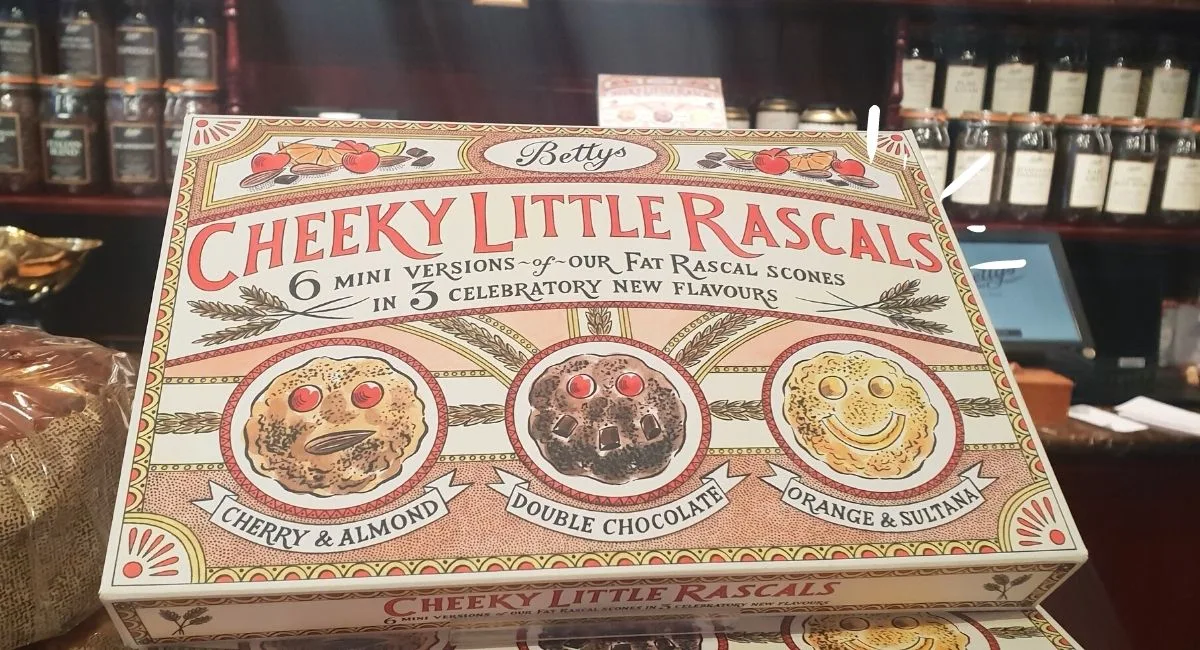 Bettys
CHEEKY LITTLE RASCALS
6 MINI VERSIONS ~of~ OUR FAT RASCAL SCONES
IN 3 CELEBRATORY NEW FLAVOURS
CHERRY & ALMOND
DOUBLE CHOCOLATE
ORANGE & SULTANA
CHEEKY LITTLE RASCALS
6 MINI VERSIONS of OUR FAT RASCAL SCONES IN 3 CELEBRATORY NEW FLAVOURS